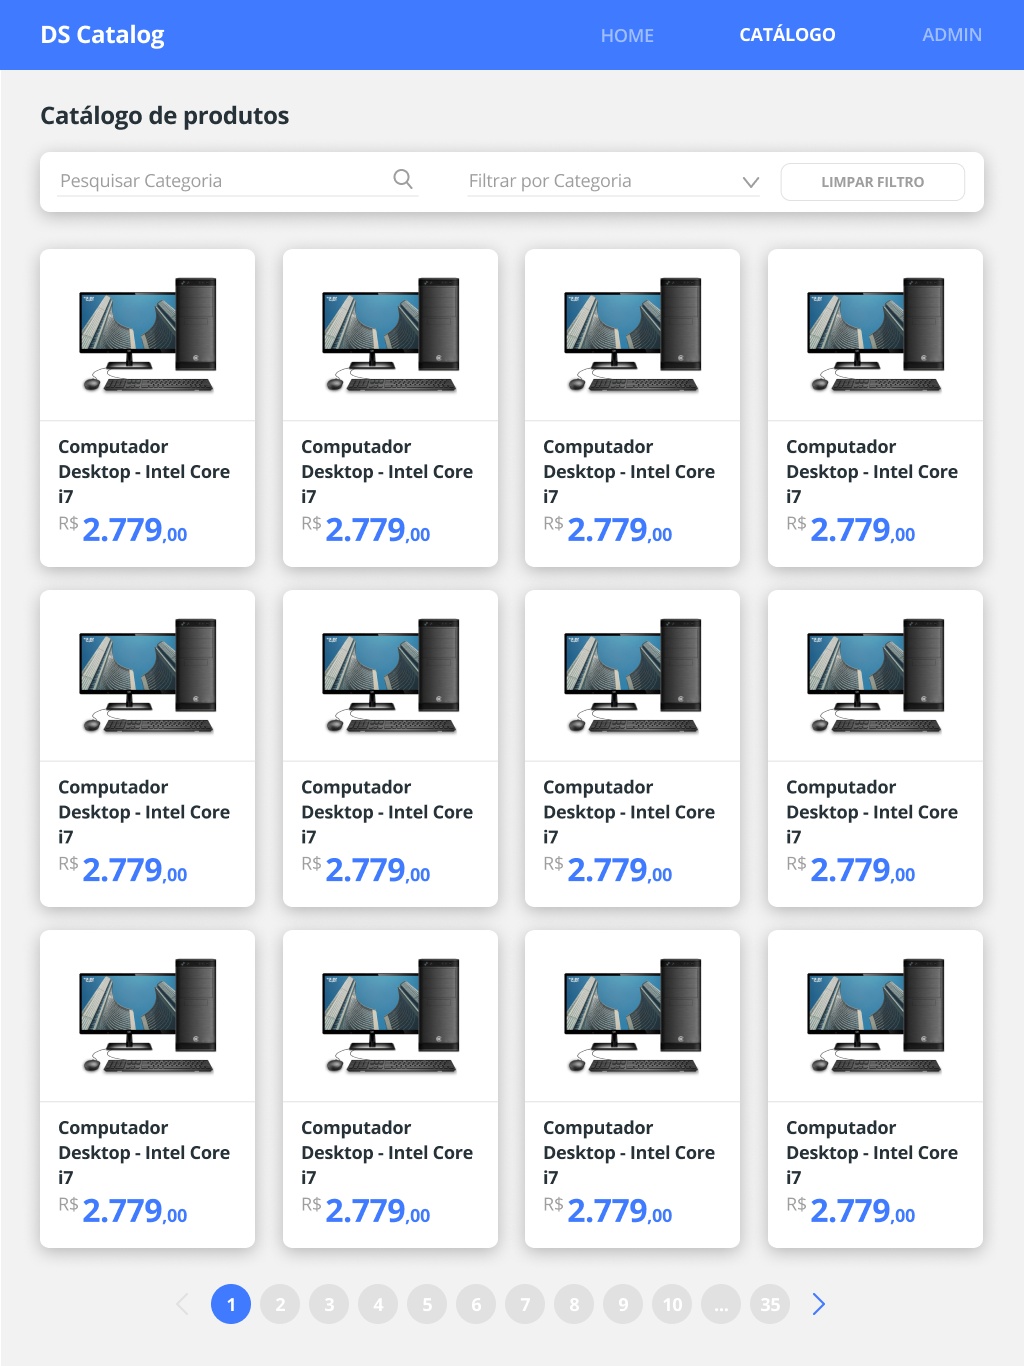 DS Catalog HOME CATÁLOGO ADMIN
Catálogo de produtos
Pesquisar Categoria Filtrar por Categoria LIMPAR FILTRO
Computador
Desktop - Intel Core
i7
R$ 2.779,00
Computador
Desktop - Intel Core
i7
R$ 2.779,00
Computador
Desktop - Intel Core
i7
R$ 2.779,00
Computador
Desktop - Intel Core
i7
R$ 2.779,00
Computador
Desktop - Intel Core
i7
R$ 2.779,00
Computador
Desktop - Intel Core
i7
R$ 2.779,00
Computador
Desktop - Intel Core
i7
R$ 2.779,00
Computador
Desktop - Intel Core
i7
R$ 2.779,00
Computador
Desktop - Intel Core
i7
R$ 2.779,00
Computador
Desktop - Intel Core
i7
R$ 2.779,00
Computador
Desktop - Intel Core
i7
R$ 2.779,00
Computador
Desktop - Intel Core
i7
R$ 2.779,00
1 2 3 4 5 6 7 8 9 10 ... 35